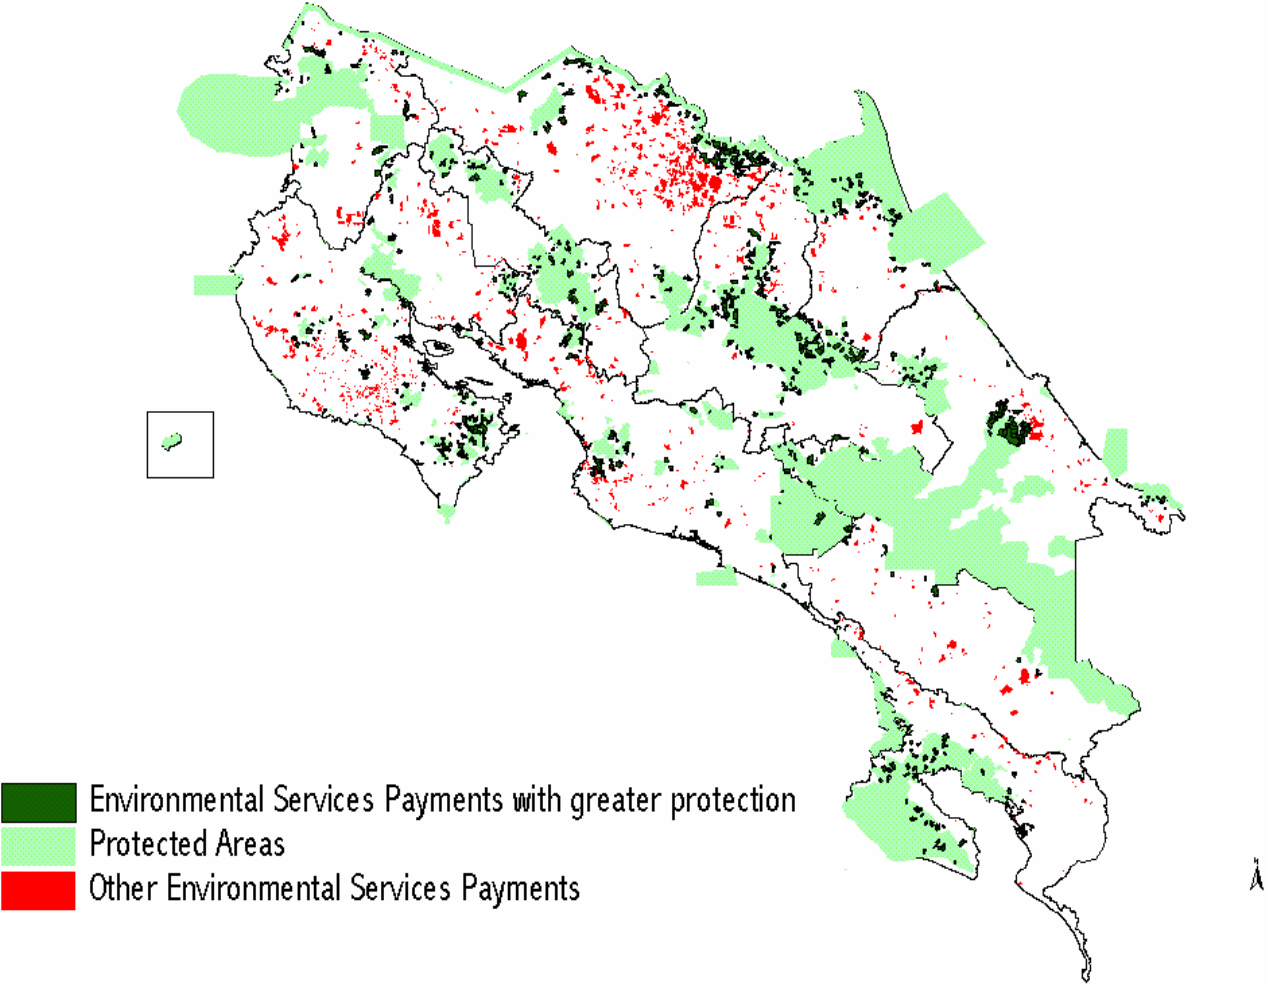 Environmental Services Payments with greater protection
Protected Areas
Other Environmental Services Payments